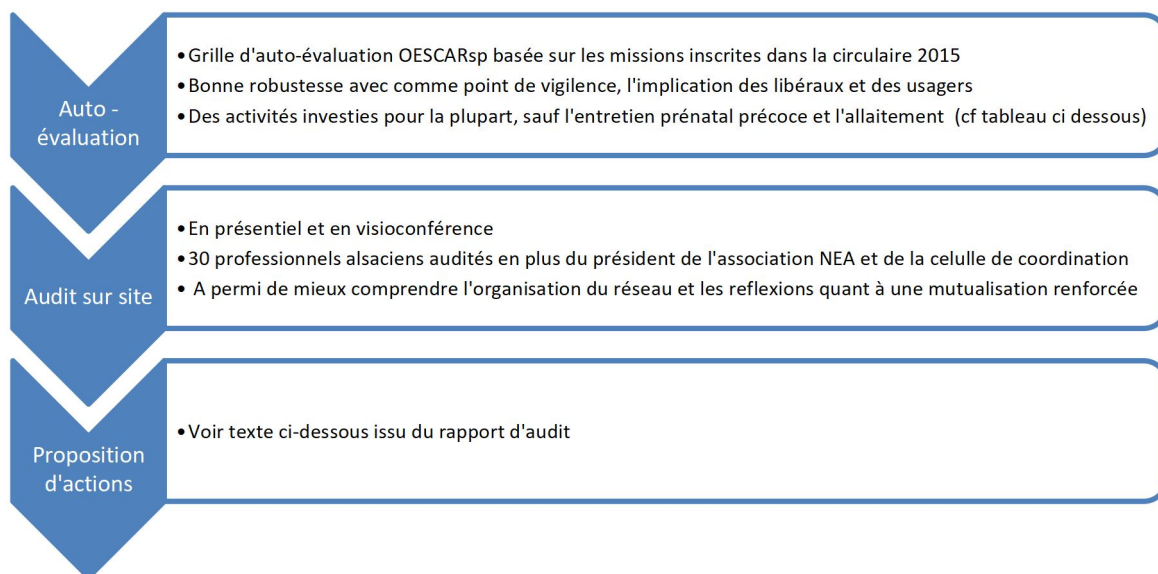 Auto -
évaluation
•Grille d'auto-évaluation OESCARsp basée sur les missions inscrites dans la circulaire 2015
•Bonne robustesse avec comme point de vigilence, l'implication des libéraux et des usagers
•Des activités investies pour la plupart, sauf l'entretien prénatal précoce et l'allaitement (cf tableau ci dessous)
Audit sur site
•En présentiel et en visioconférence
•30 professionnels alsaciens audités en plus du président de l'association NEA et de la celulle de coordination
• A permi de mieux comprendre l'organisation du réseau et les reflexions quant à une mutualisation renforcée
Proposition
d'actions
•Voir texte ci-dessous issu du rapport d'audit